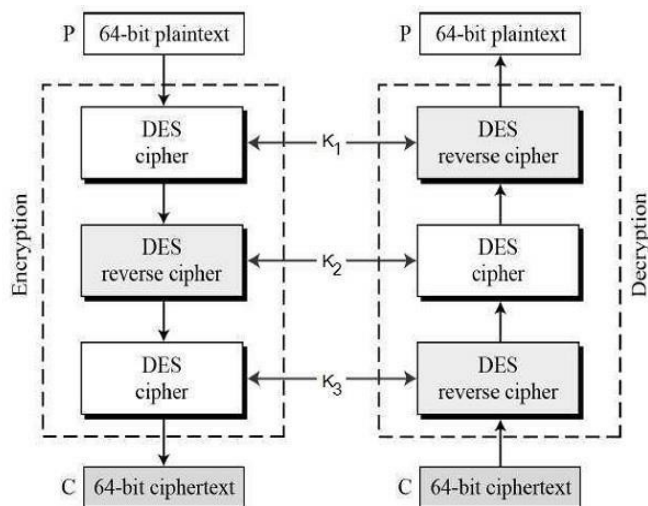 P 64-bit plaintext
P 64-bit plaintext
Encryption
DES
cipher
K1
DES
reverse cipher
DES
reverse cipher
K2
DES
cipher
DES
cipher
K3
DES
reverse cipher
Decryption
C 64-bit ciphertext
C 64-bit ciphertext